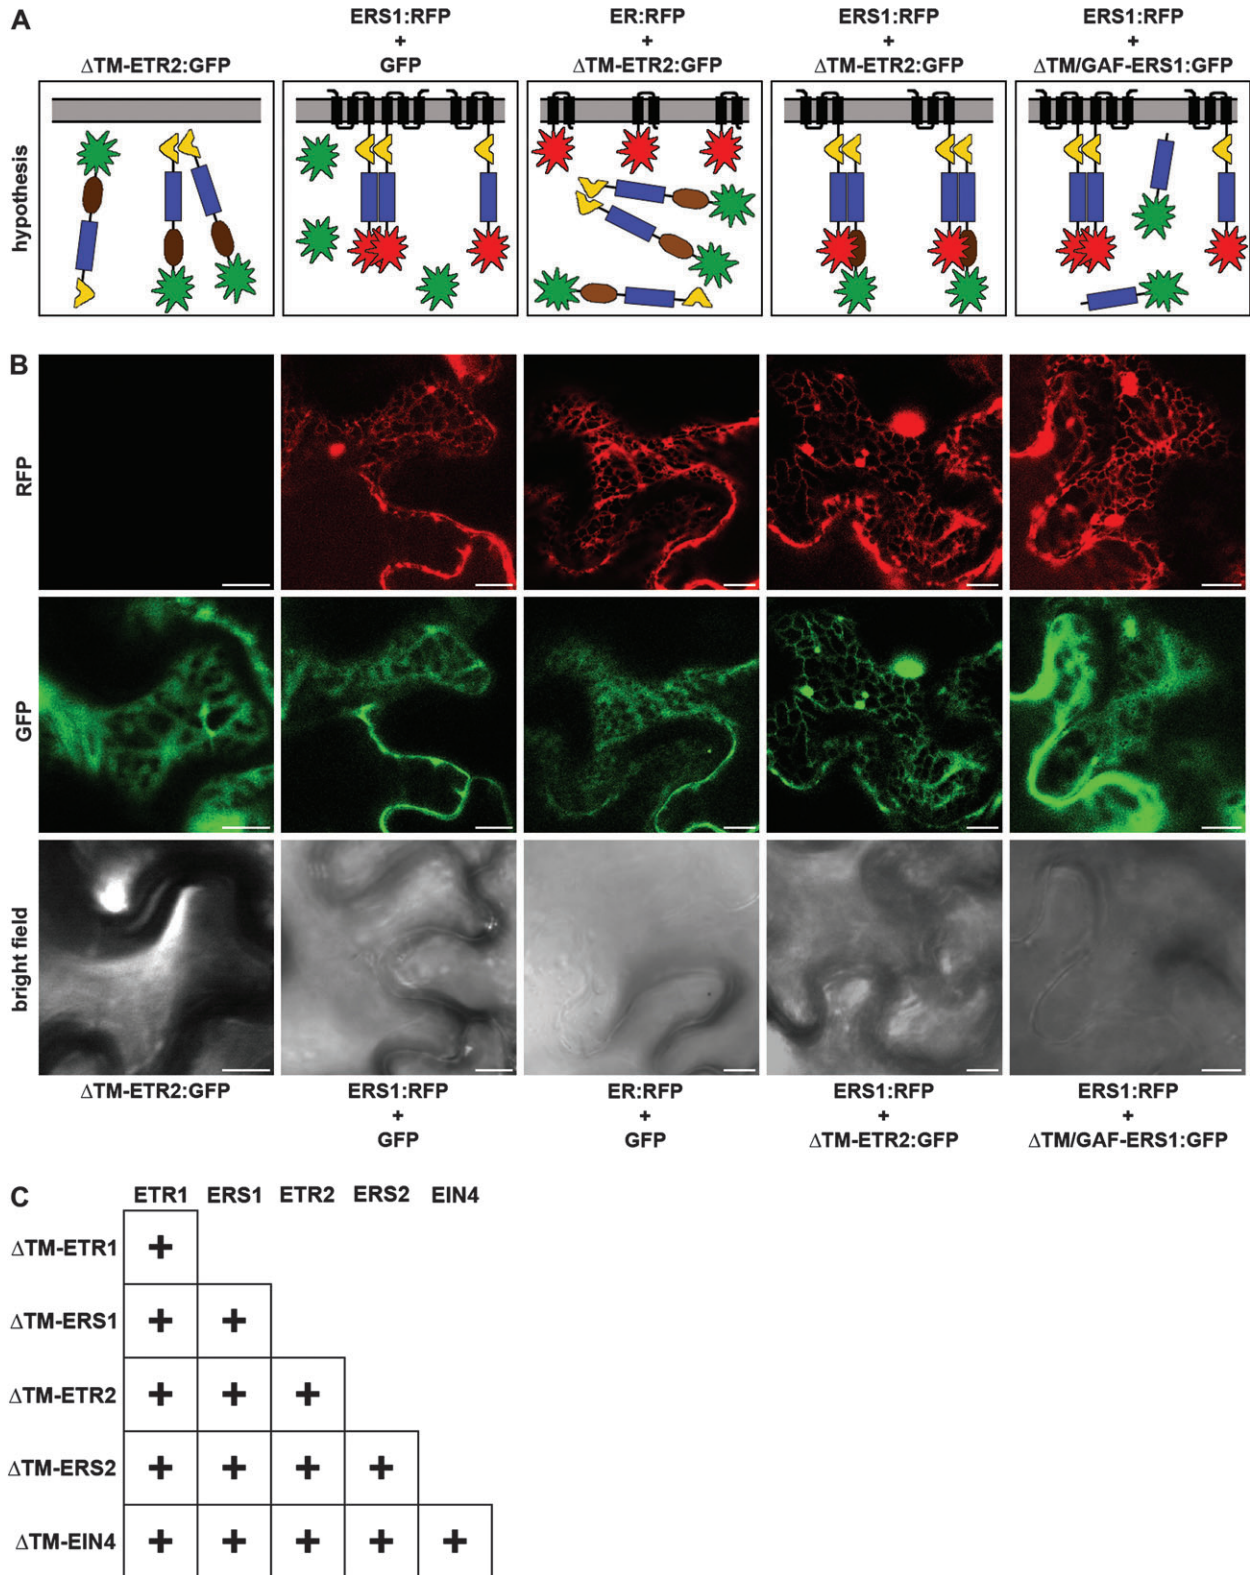 A
ΔTM-ETR2:GFP
ERS1:RFP
+
GFP
ER:RFP
+
ΔTM-ETR2:GFP
ERS1:RFP
+
ΔTM-ETR2:GFP
ERS1:RFP
+
ΔTM/GAF-ERS1:GFP
hypothesis
B
RFP
GFP
bright field
ΔTM-ETR2:GFP
ERS1:RFP
+
GFP
ER:RFP
+
GFP
ERS1:RFP
+
ΔTM-ETR2:GFP
ERS1:RFP
+
ΔTM/GAF-ERS1:GFP
C
ETR1 ERS1 ETR2 ERS2 EIN4
ΔTM-ETR1 +
ΔTM-ERS1 + +
ΔTM-ETR2 + + +
ΔTM-ERS2 + + + +
ΔTM-EIN4 + + + + +